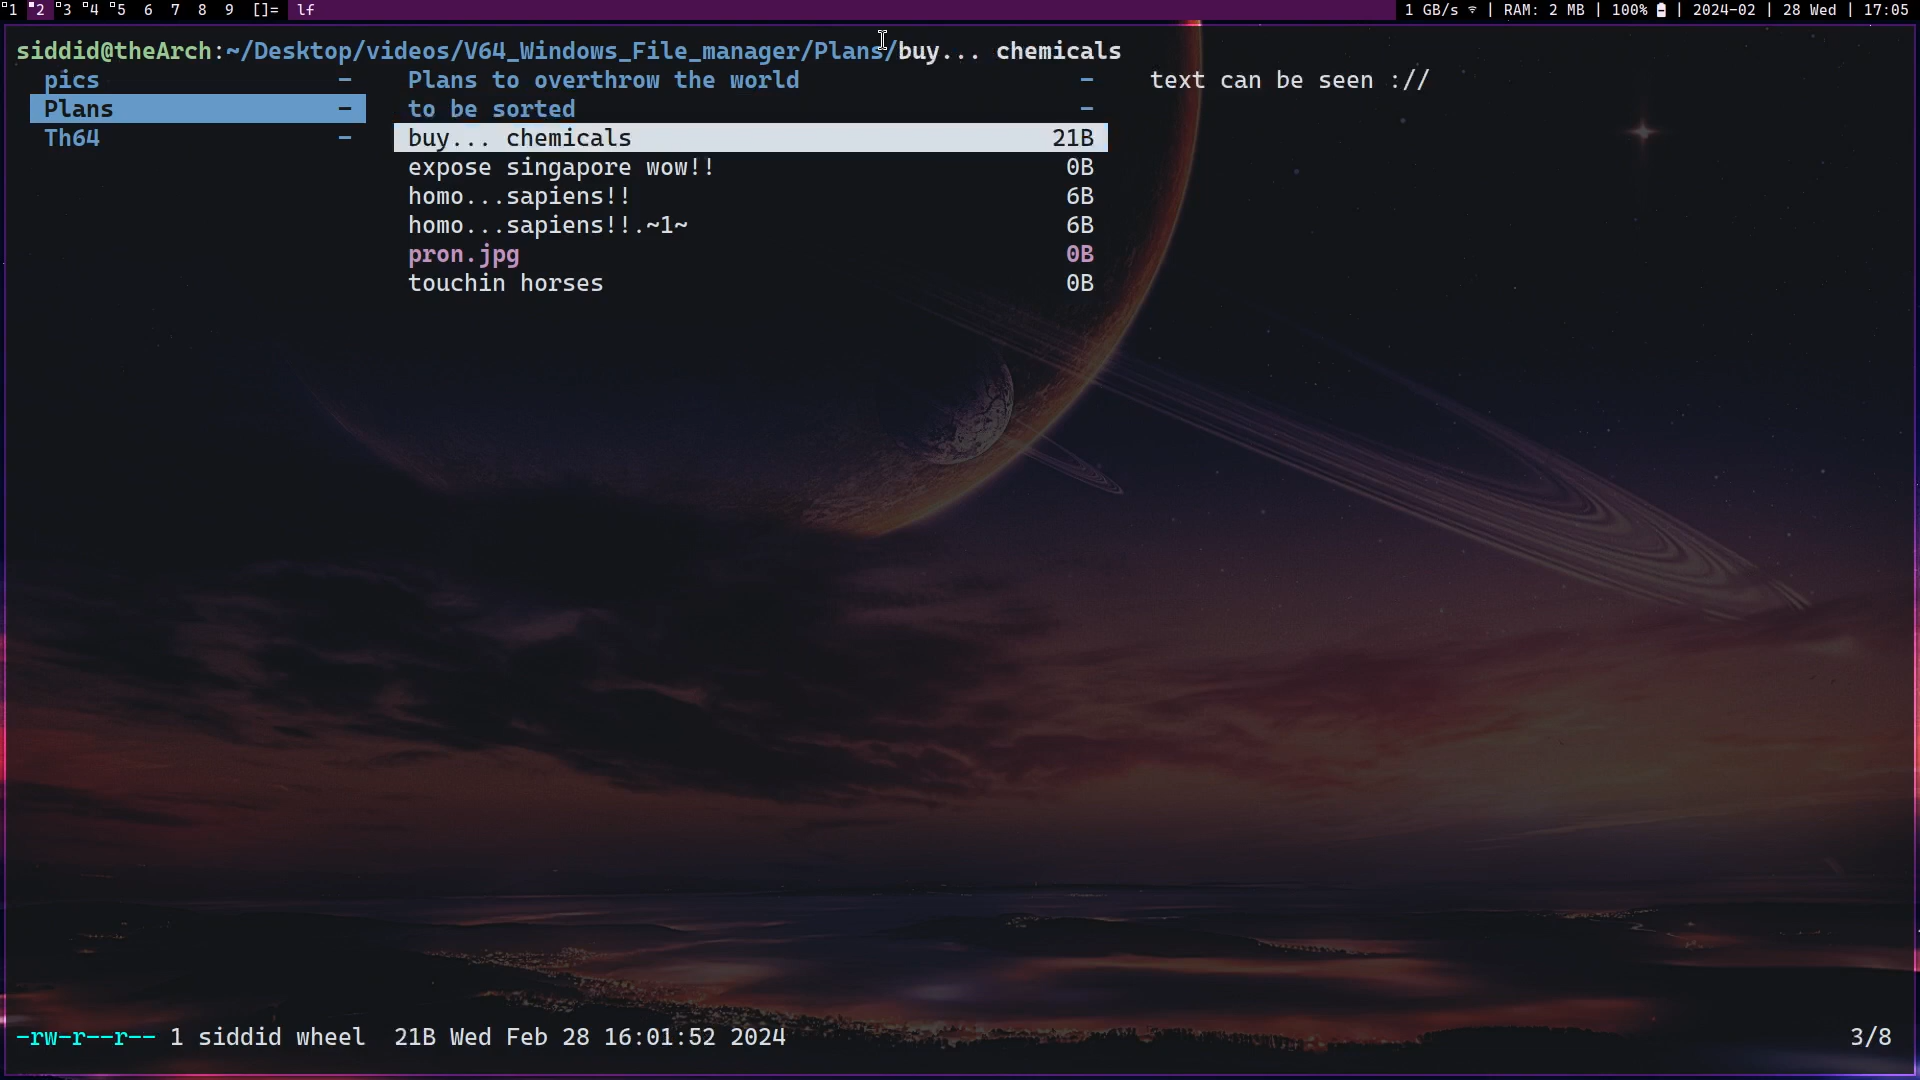 1 2 3 4 5 6 7 8 9 []= lf 1 GB/s | RAM: 2 MB | 100% | 2024-02 | 28 Wed | 17:05
siddid@theArch:~/Desktop/videos/V64_Windows_File_manager/Plans/buy... chemicals
pics - Plans to overthrow the world - text can be seen ://
Plans - to be sorted -
Th64 - buy... chemicals 21B
expose singapore wow!! 0B
homo...sapiens!! 6B
homo...sapiens!!.~1~ 6B
pron.jpg 0B
touchin horses 0B
-rw-r--r-- 1 siddid wheel 21B Wed Feb 28 16:01:52 2024 3/8